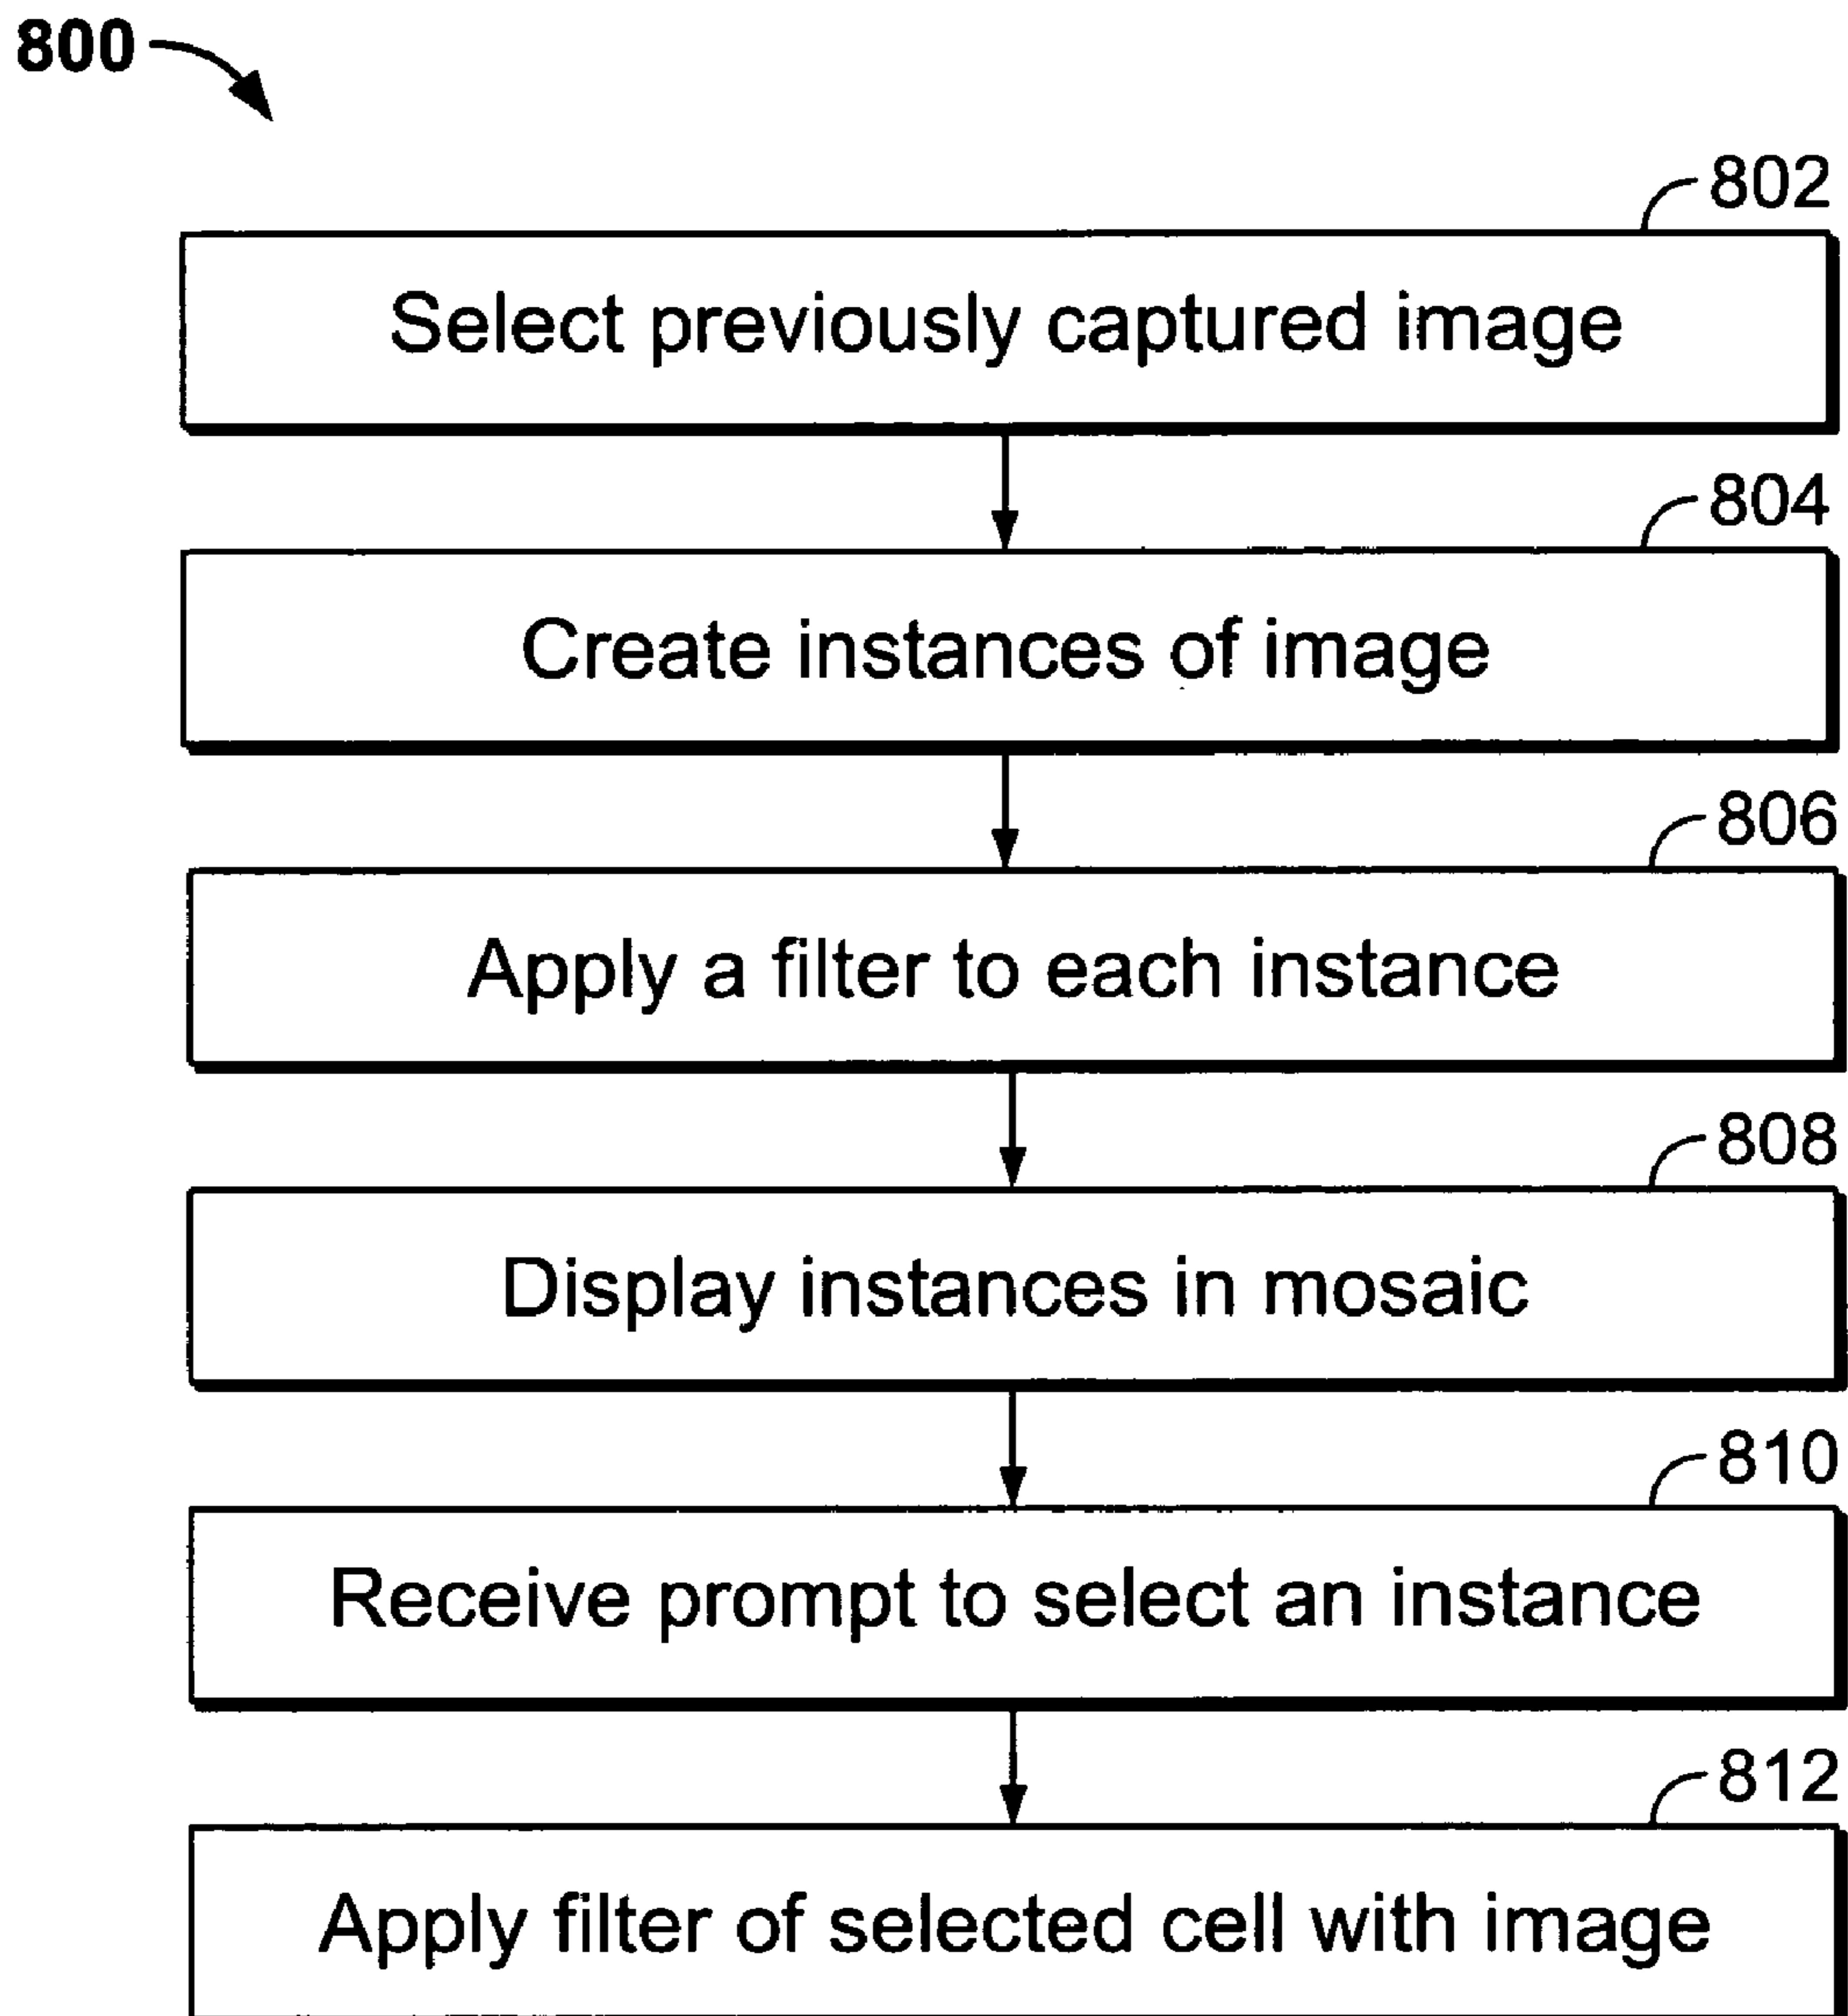 800
802
Select previously captured image
804
Create instances of image
806
Apply a filter to each instance
808
Display instances in mosaic
810
Receive prompt to select an instance
812
Apply filter of selected cell with image